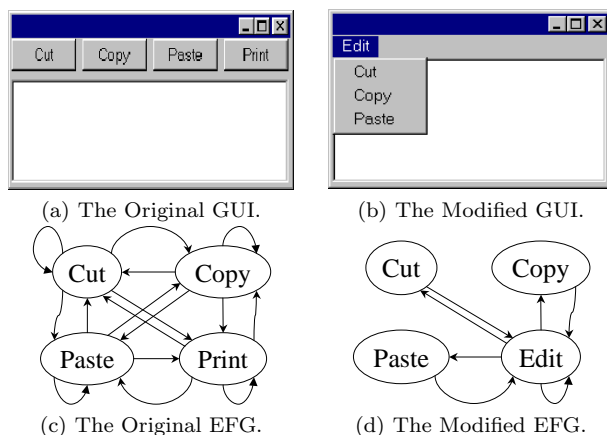 Cut Copy Paste Print
Edit
Cut
Copy
Paste
(a) The Original GUI.
(b) The Modified GUI.
Cut Copy
Paste Print
(c) The Original EFG.
Cut Copy
Paste Edit
(d) The Modified EFG.